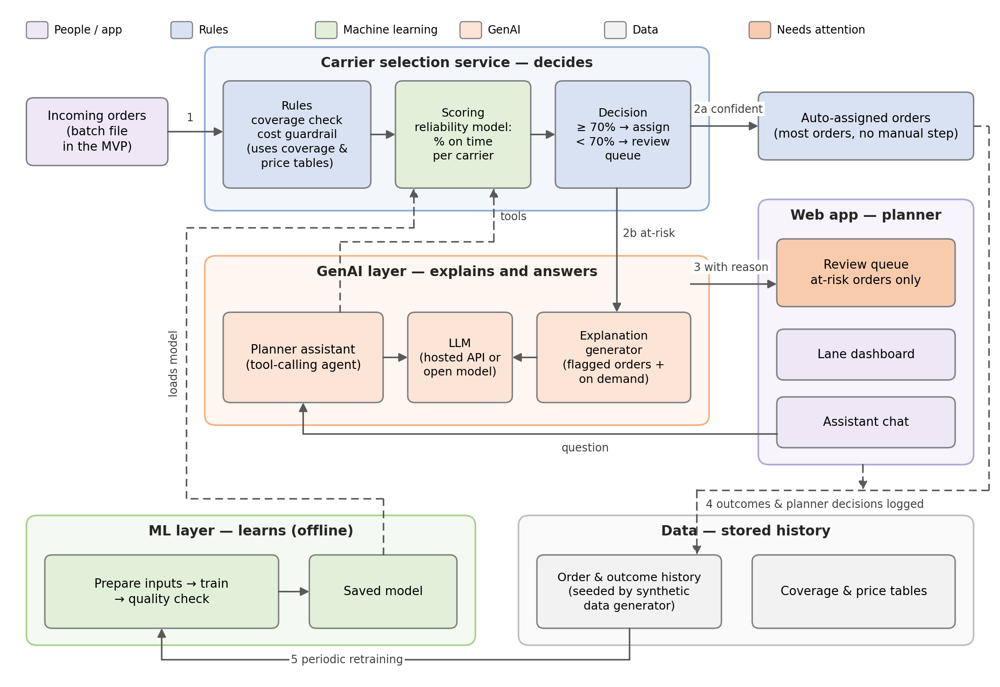 People / app
Rules
Machine learning
GenAI
Data
Needs attention
Carrier selection service — decides
Incoming orders
(batch file
in the MVP)
1
Rules
coverage check
cost guardrail
(uses coverage &
price tables)
Scoring
reliability model:
% on time
per carrier
Decision
≥ 70% → assign
< 70% → review
queue
2a confident
Auto-assigned orders
(most orders, no manual step)
tools
2b at-risk
Web app — planner
Review queue
at-risk orders only
Lane dashboard
Assistant chat
GenAI layer — explains and answers
3 with reason
Planner assistant
(tool-calling agent)
LLM
(hosted API or
open model)
Explanation
generator
(flagged orders +
on demand)
loads model
question
4 outcomes & planner decisions logged
ML layer — learns (offline)
Prepare inputs → train
→ quality check
Saved model
Data — stored history
Order & outcome history
(seeded by synthetic
data generator)
Coverage & price tables
5 periodic retraining